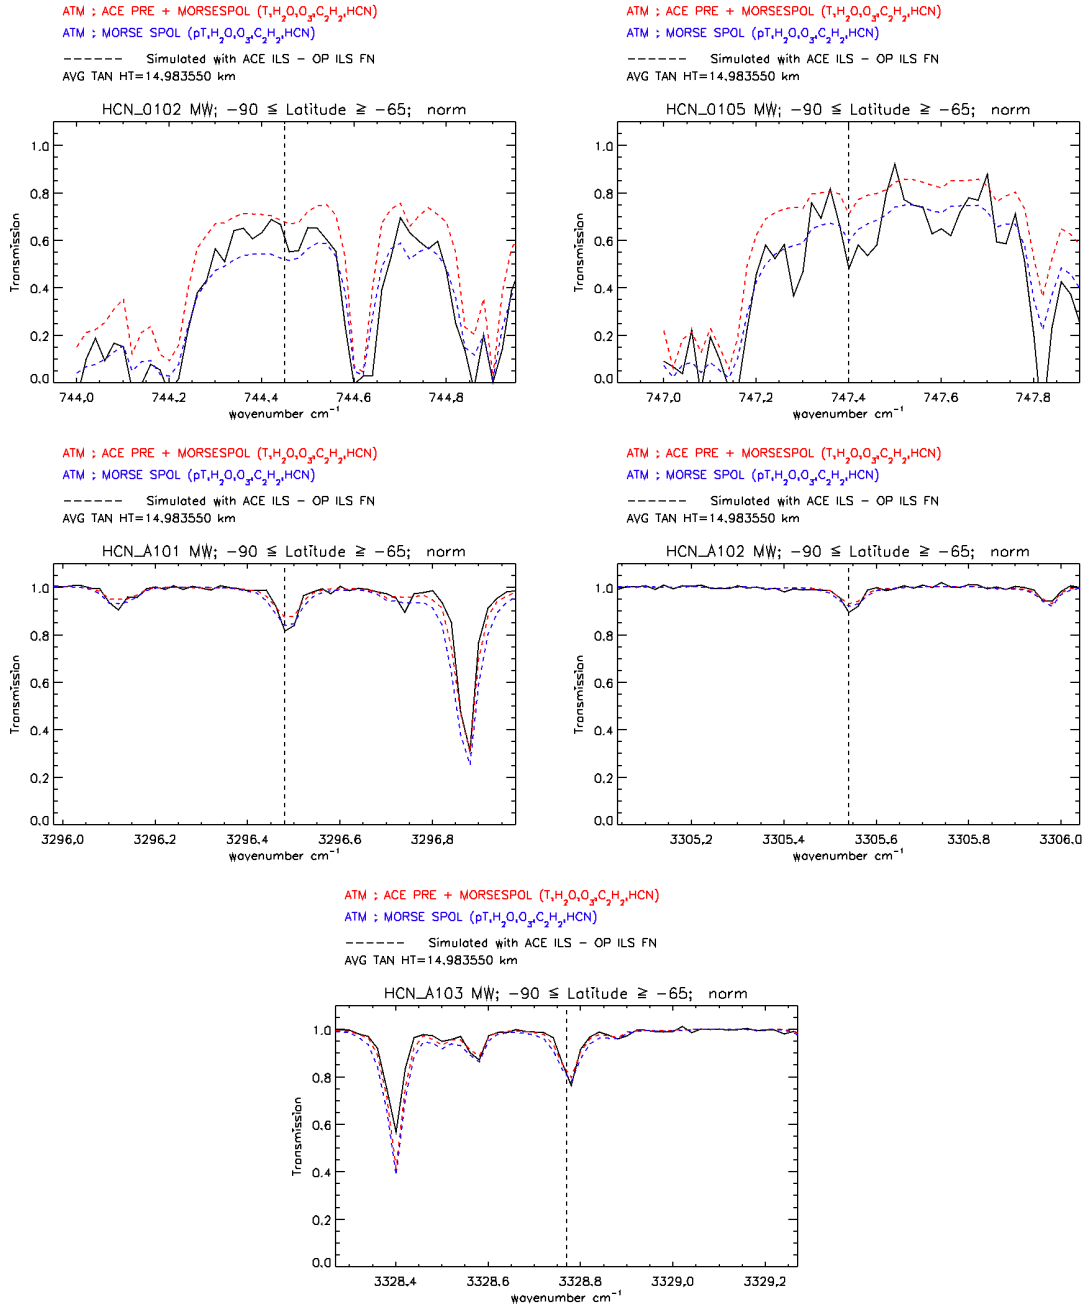 ATM ; ACE PRE + MORSESPOL (T,H₂O,O₃,C₂H₂,HCN)
ATM ; MORSE SPOL (pT,H₂O,O₃,C₂H₂,HCN)
------ Simulated with ACE ILS - OP ILS FN
AVG TAN HT=14.983550 km
HCN_0102 MW; -90 ≦ Latitude ≧ -65; norm
1.0
0.8
0.6
0.4
0.2
0.0
Transmission
744.0 744.2 744.4 744.6 744.8
wavenumber cm⁻¹
ATM ; ACE PRE + MORSESPOL (T,H₂O,O₃,C₂H₂,HCN)
ATM ; MORSE SPOL (pT,H₂O,O₃,C₂H₂,HCN)
------ Simulated with ACE ILS - OP ILS FN
AVG TAN HT=14.983550 km
HCN_0105 MW; -90 ≦ Latitude ≧ -65; norm
1.0
0.8
0.6
0.4
0.2
0.0
Transmission
747.0 747.2 747.4 747.6 747.8
wavenumber cm⁻¹
ATM ; ACE PRE + MORSESPOL (T,H₂O,O₃,C₂H₂,HCN)
ATM ; MORSE SPOL (pT,H₂O,O₃,C₂H₂,HCN)
------ Simulated with ACE ILS - OP ILS FN
AVG TAN HT=14.983550 km
HCN_A101 MW; -90 ≦ Latitude ≧ -65; norm
1.0
0.8
0.6
0.4
0.2
0.0
Transmission
3296.0 3296.2 3296.4 3296.6 3296.8
wavenumber cm⁻¹
ATM ; ACE PRE + MORSESPOL (T,H₂O,O₃,C₂H₂,HCN)
ATM ; MORSE SPOL (pT,H₂O,O₃,C₂H₂,HCN)
------ Simulated with ACE ILS - OP ILS FN
AVG TAN HT=14.983550 km
HCN_A102 MW; -90 ≦ Latitude ≧ -65; norm
1.0
0.8
0.6
0.4
0.2
0.0
Transmission
3305.2 3305.4 3305.6 3305.8 3306.0
wavenumber cm⁻¹
ATM ; ACE PRE + MORSESPOL (T,H₂O,O₃,C₂H₂,HCN)
ATM ; MORSE SPOL (pT,H₂O,O₃,C₂H₂,HCN)
------ Simulated with ACE ILS - OP ILS FN
AVG TAN HT=14.983550 km
HCN_A103 MW; -90 ≦ Latitude ≧ -65; norm
1.0
0.8
0.6
0.4
0.2
0.0
Transmission
3328.4 3328.6 3328.8 3329.0 3329.2
wavenumber cm⁻¹